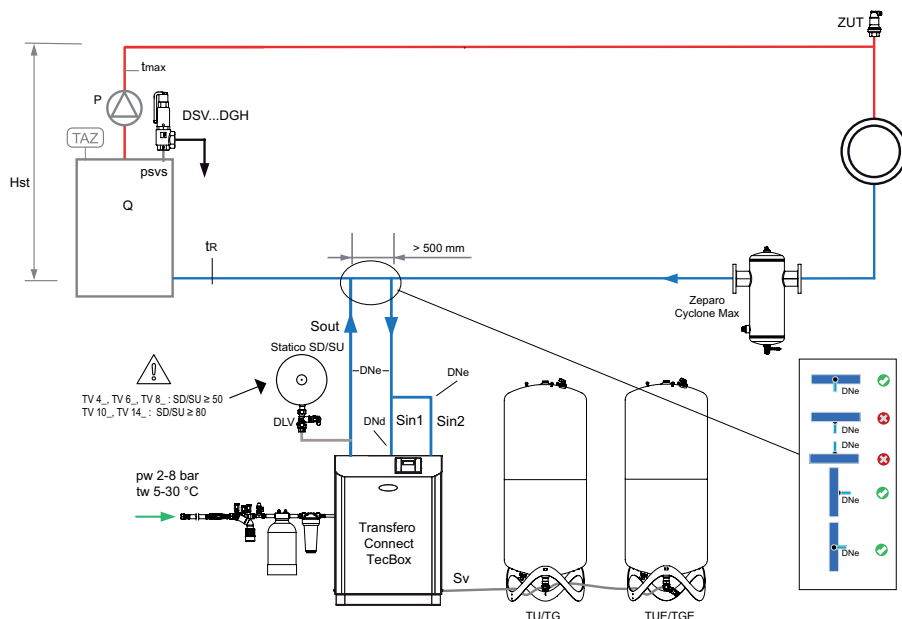 ZUT
tmax
P
DSV...DGH
TAZ
psvs
Hst
Q
tR
> 500 mm
Zeparo
Cyclone Max
Sout
Statico SD/SU
DNe
DNe
TV 4_, TV 6_, TV 8_ : SD/SU ≥ 50
TV 10_, TV 14_ : SD/SU ≥ 80
DLV
DNd
Sin1
Sin2
pw 2-8 bar
tw 5-30 °C
Transfero
Connect
TecBox
Sv
TU/TG
TUE/TGE
DNe
DNe
DNe
DNe
DNe